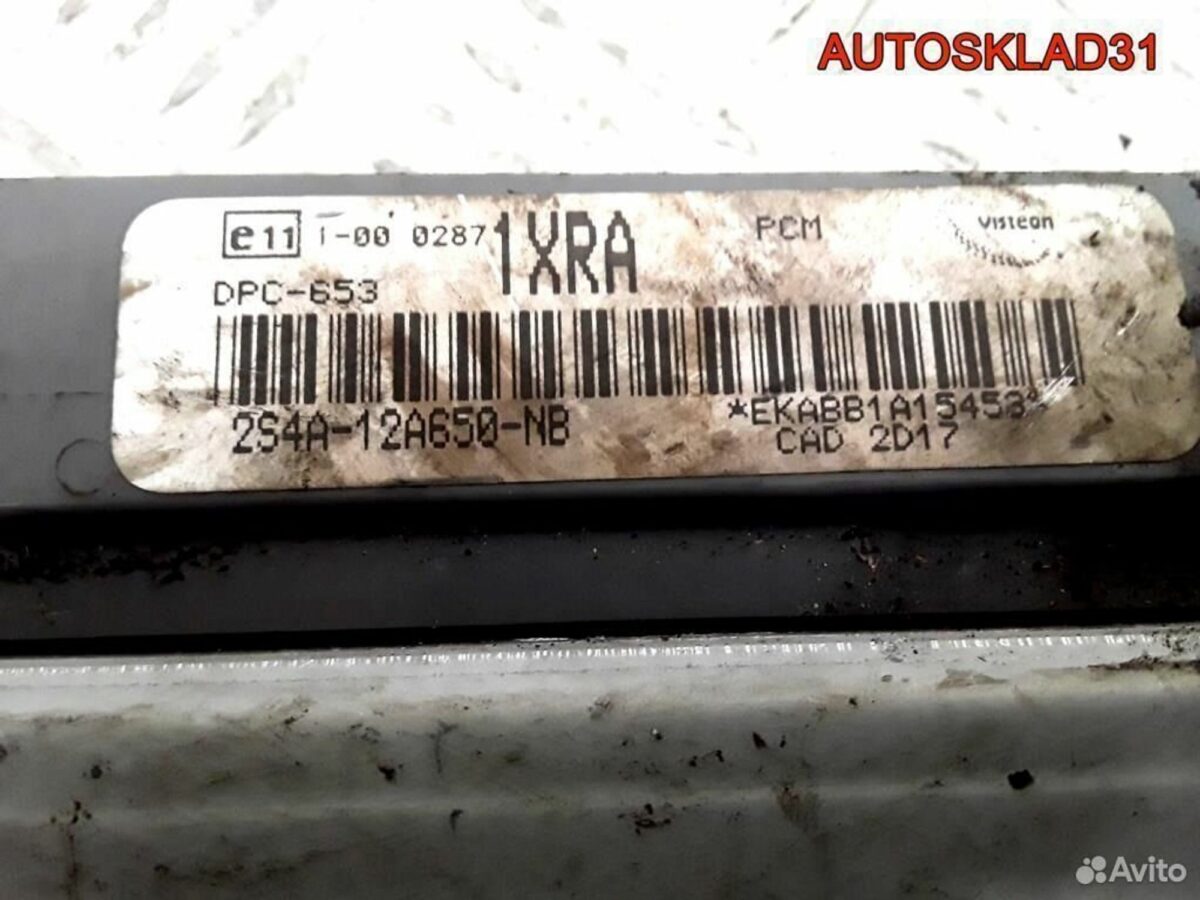 AUTOSKLAD31
e11 1-00 0287 1XRA PCM visteon
DPC-653
2S4A-12A650-NB *EKABB1A15453*
CAD 2D17
Avito